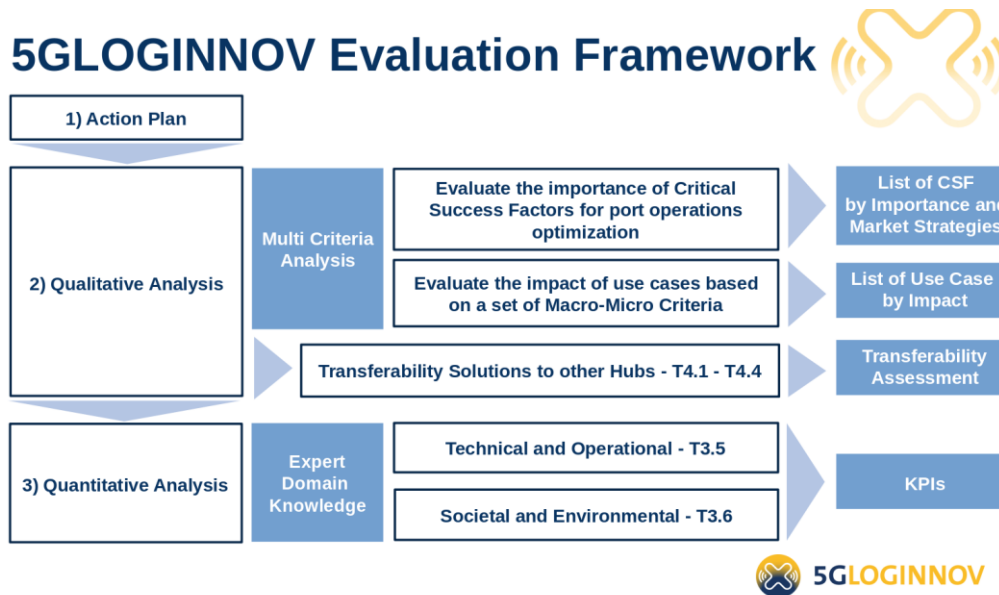 5GLOGINNOV Evaluation Framework
1) Action Plan
2) Qualitative Analysis
Multi Criteria
Analysis
Evaluate the importance of Critical
Success Factors for port operations
optimization
List of CSF
by Importance and
Market Strategies
Evaluate the impact of use cases based
on a set of Macro-Micro Criteria
List of Use Case
by Impact
Transferability Solutions to other Hubs - T4.1 - T4.4
Transferability
Assessment
3) Quantitative Analysis
Expert
Domain
Knowledge
Technical and Operational - T3.5
Societal and Environmental - T3.6
KPIs
5GLOGINNOV